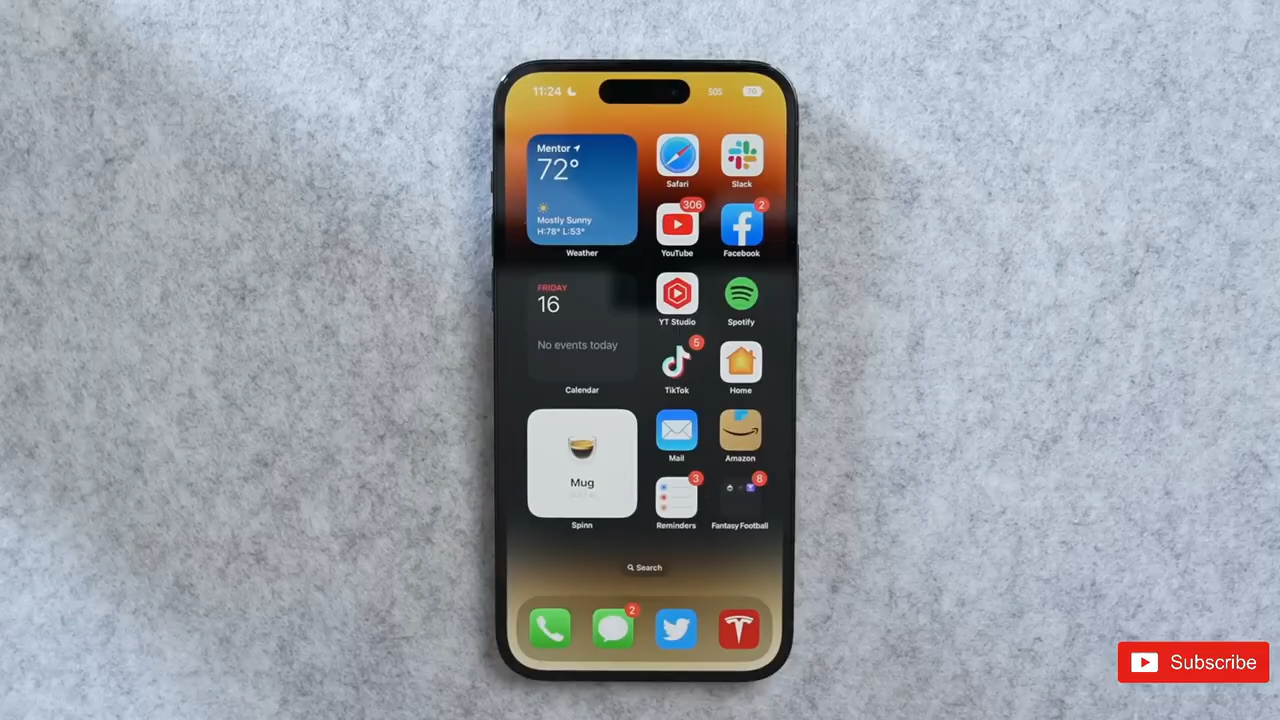 11:24
SOS
70
Mentor
72°
Mostly Sunny
H:78° L:53°
Weather
Safari
Slack
306
2
YouTube
Facebook
FRIDAY
16
No events today
Calendar
YT Studio
Spotify
5
TikTok
Home
Mug
Spinn
Mail
Amazon
3
8
Reminders
Fantasy Football
Search
2
Subscribe